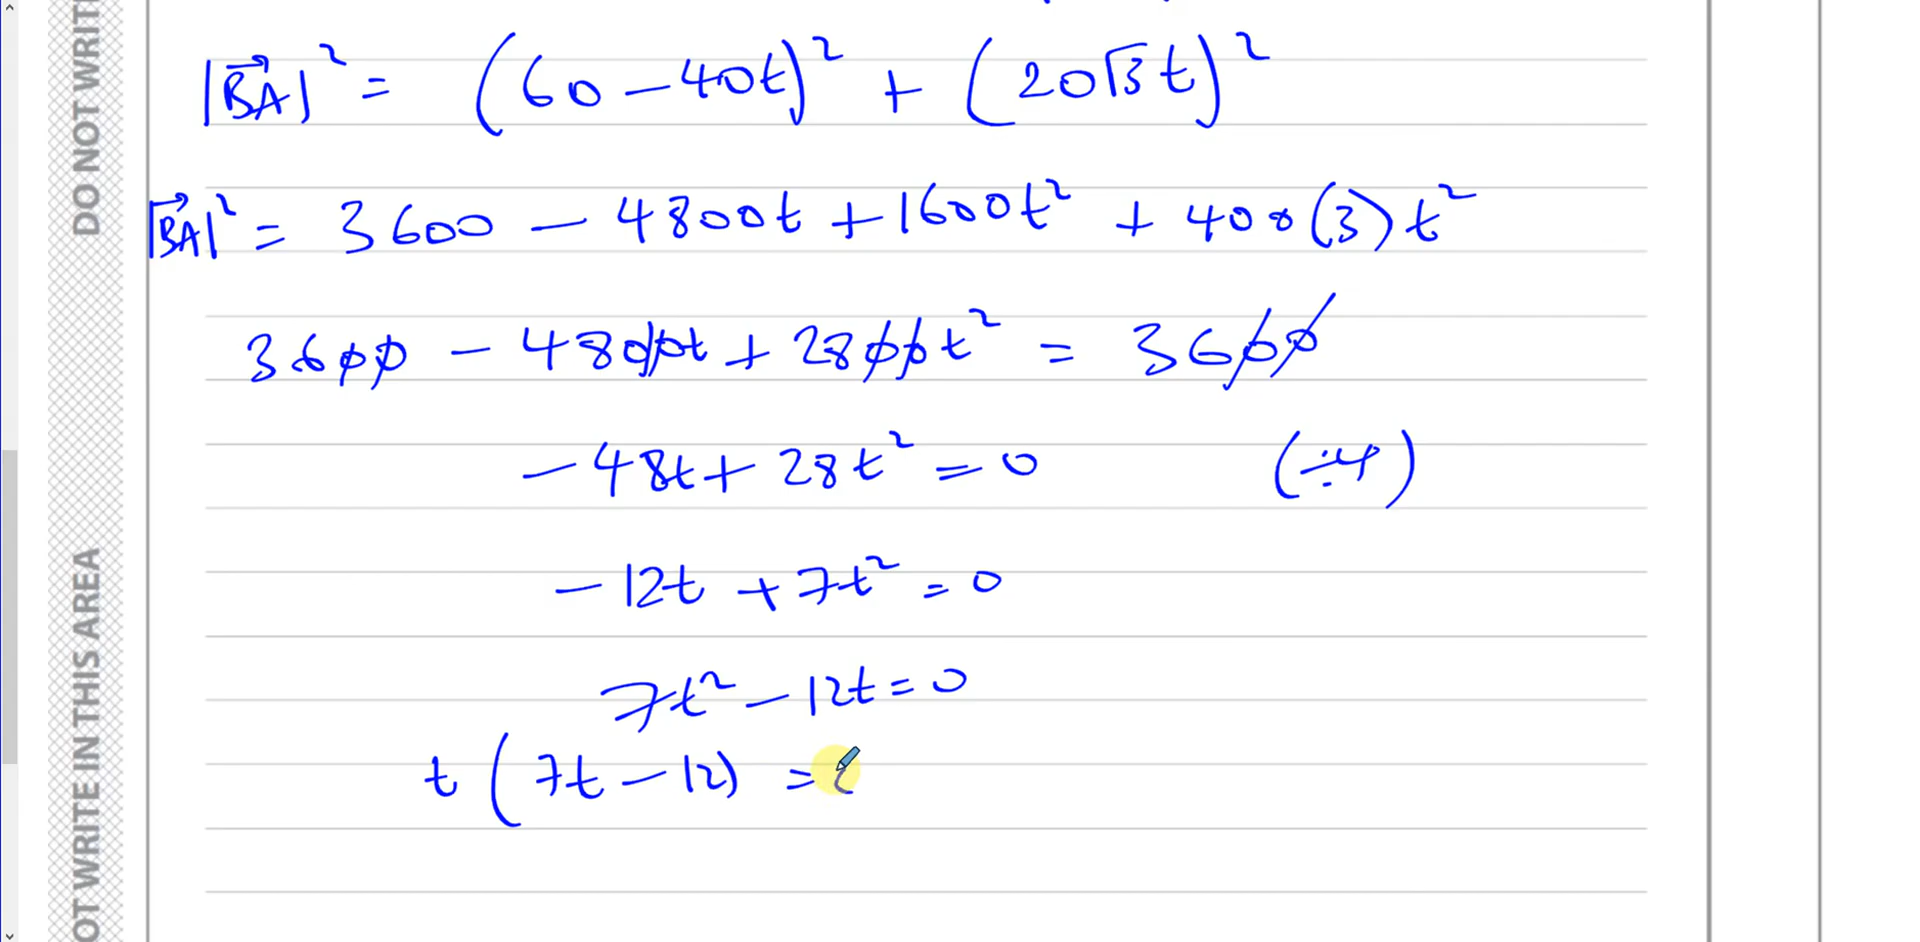 |BA|² = (60 - 40t)² + (20√3 t)²
|BA|² = 3600 - 4800t + 1600t² + 400(3)t²
3600 - 4800t + 2800t² = 3600
- 48t + 28t² = 0 (÷4)
- 12t + 7t² = 0
7t² - 12t = 0
t(7t - 12) =
DO NOT WRIT
OT WRITE IN THIS AREA